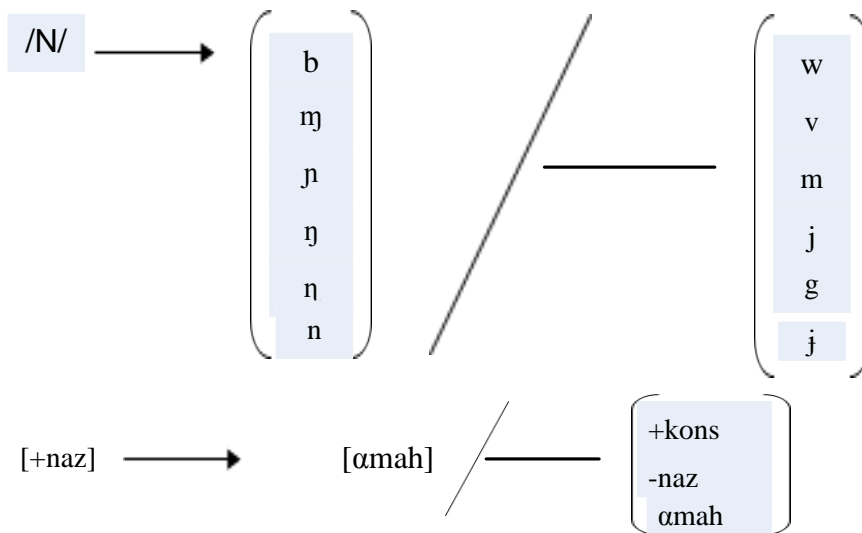 /N/
b w
ɱ v
ɲ m
ŋ j
η g
n ɉ
+kons
[+naz] [αmah] -naz
αmah